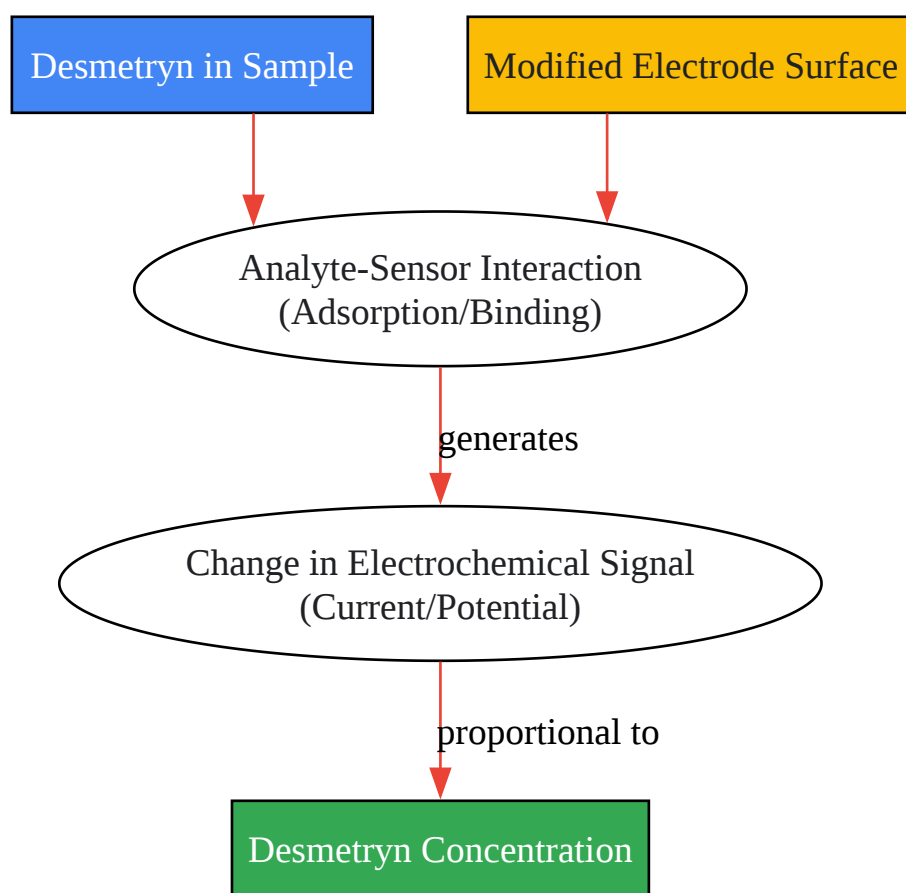 Desmetryn in Sample
Modified Electrode Surface
Analyte-Sensor Interaction
(Adsorption/Binding)
generates
Change in Electrochemical Signal
(Current/Potential)
proportional to
Desmetryn Concentration